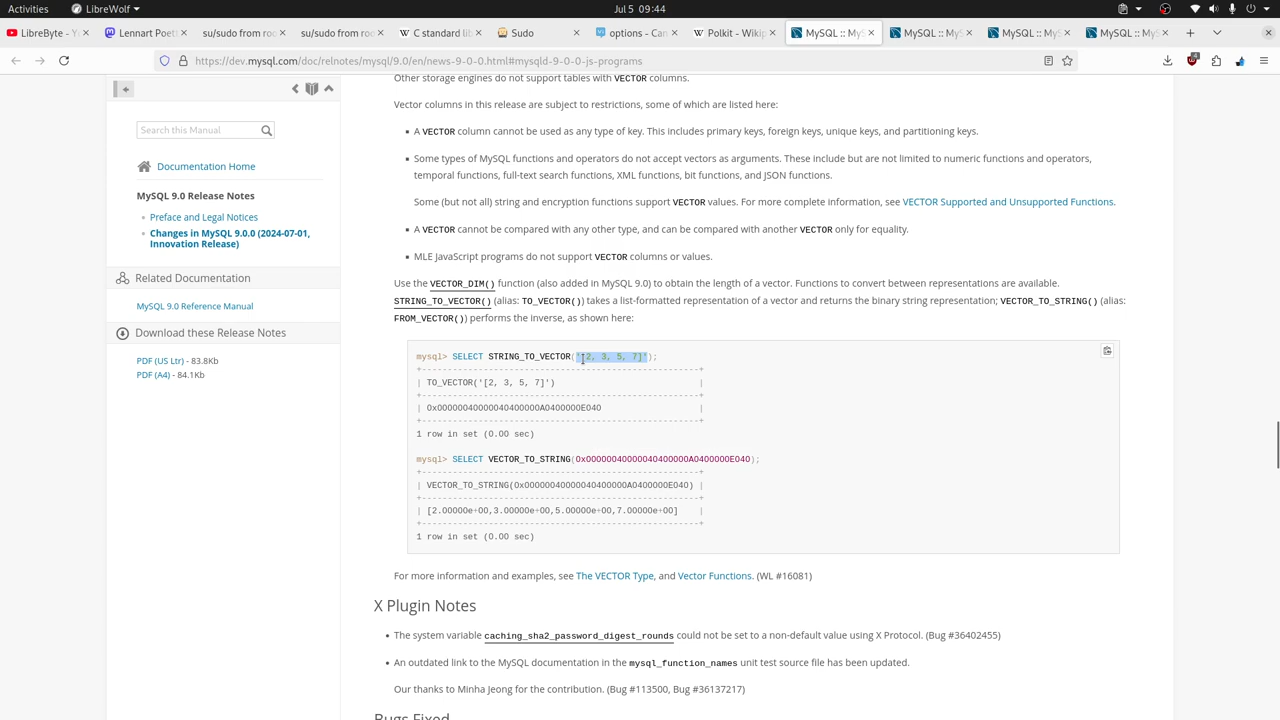 Activities
LibreWolf
Jul 5 09:44
LibreByte - Y
Lennart Poett
su/sudo from roo
su/sudo from roo
C standard lib
Sudo
options - Can
Polkit - Wikip
MySQL :: My
MySQL :: My
MySQL :: My
MySQL :: My
https://dev.mysql.com/doc/relnotes/mysql/9.0/en/news-9-0-0.html#mysqld-9-0-0-js-programs
Search this Manual
Documentation Home
MySQL 9.0 Release Notes
Preface and Legal Notices
Changes in MySQL 9.0.0 (2024-07-01,
Innovation Release)
Related Documentation
MySQL 9.0 Reference Manual
Download these Release Notes
PDF (US Ltr) - 83.8Kb
PDF (A4) - 84.1Kb
Other storage engines do not support tables with VECTOR columns.
Vector columns in this release are subject to restrictions, some of which are listed here:
A VECTOR column cannot be used as any type of key. This includes primary keys, foreign keys, unique keys, and partitioning keys.
Some types of MySQL functions and operators do not accept vectors as arguments. These include but are not limited to numeric functions and operators,
temporal functions, full-text search functions, XML functions, bit functions, and JSON functions.
Some (but not all) string and encryption functions support VECTOR values. For more complete information, see VECTOR Supported and Unsupported Functions.
A VECTOR cannot be compared with any other type, and can be compared with another VECTOR only for equality.
MLE JavaScript programs do not support VECTOR columns or values.
Use the VECTOR_DIM() function (also added in MySQL 9.0) to obtain the length of a vector. Functions to convert between representations are available.
STRING_TO_VECTOR() (alias: TO_VECTOR()) takes a list-formatted representation of a vector and returns the binary string representation; VECTOR_TO_STRING() (alias:
FROM_VECTOR()) performs the inverse, as shown here:
mysql> SELECT STRING_TO_VECTOR('[2, 3, 5, 7]');
+------------------------------------------------------+
| TO_VECTOR('[2, 3, 5, 7]')                            |
+------------------------------------------------------+
| 0x00000040000040400000A0400000E040                   |
+------------------------------------------------------+
1 row in set (0.00 sec)
mysql> SELECT VECTOR_TO_STRING(0x00000040000040400000A0400000E040);
+------------------------------------------------------+
| VECTOR_TO_STRING(0x00000040000040400000A0400000E040) |
+------------------------------------------------------+
| [2.00000e+00,3.00000e+00,5.00000e+00,7.00000e+00]    |
+------------------------------------------------------+
1 row in set (0.00 sec)
For more information and examples, see The VECTOR Type, and Vector Functions. (WL #16081)
X Plugin Notes
The system variable caching_sha2_password_digest_rounds could not be set to a non-default value using X Protocol. (Bug #36402455)
An outdated link to the MySQL documentation in the mysql_function_names unit test source file has been updated.
Our thanks to Minha Jeong for the contribution. (Bug #113500, Bug #36137217)
Bugs Fixed